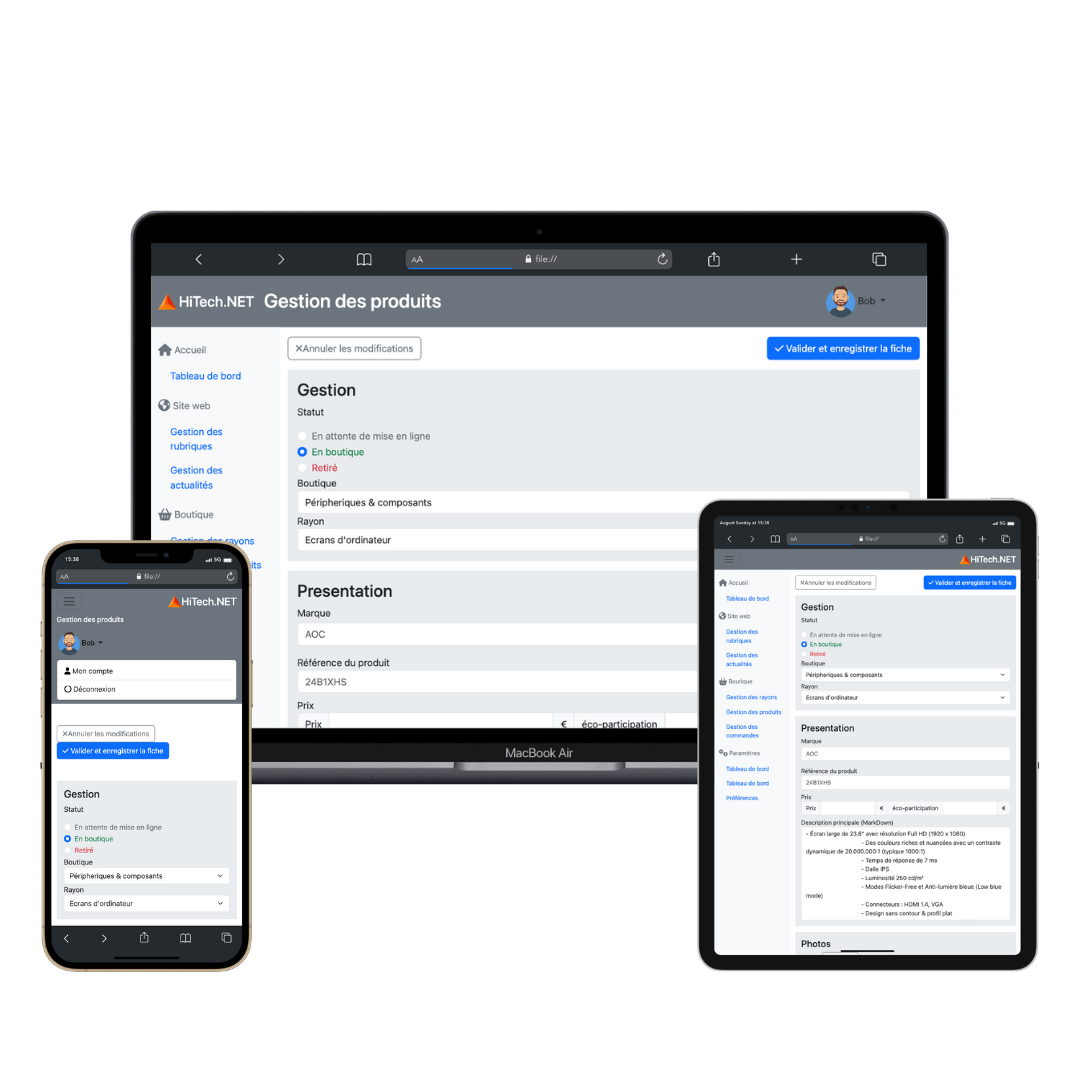 AA
file://
HiTech.NET
Gestion des produits
Bob
Accueil
Tableau de bord
Site web
Gestion des
rubriques
Gestion des
actualités
Boutique
Gestion des rayons
its
Annuler les modifications
Valider et enregistrer la fiche
Gestion
Statut
En attente de mise en ligne
En boutique
Retiré
Boutique
Péripheriques & composants
Rayon
Ecrans d'ordinateur
Presentation
Marque
AOC
Référence du produit
24B1XHS
Prix
Prix
€
éco-participation
MacBook Air
15:38
5G
AA
file://
HiTech.NET
Gestion des produits
Bob
Mon compte
Déconnexion
Annuler les modifications
Valider et enregistrer la fiche
Gestion
Statut
En attente de mise en ligne
En boutique
Retiré
Boutique
Péripheriques & composants
Rayon
Ecrans d'ordinateur
August Sunday at 15:38
5G
AA
file://
HiTech.NET
Accueil
Tableau de bord
Site web
Gestion des
rubriques
Gestion des
actualités
Boutique
Gestion des rayons
Gestion des produits
Gestion des
commandes
Paramètres
Tableau de bord
Tableau de bord
Préférences
Annuler les modifications
Valider et enregistrer la fiche
Gestion
Statut
En attente de mise en ligne
En boutique
Retiré
Boutique
Péripheriques & composants
Rayon
Ecrans d'ordinateur
Presentation
Marque
AOC
Référence du produit
24B1XHS
Prix
Prix € éco-participation €
Description principale (MarkDown)
- Écran large de 23.8" avec résolution Full HD (1920 x 1080)
- Des couleurs riches et nuancées avec un contraste
dynamique de 20.000.000:1 (typique 1000:1)
- Temps de réponse de 7 ms
- Dalle IPS
- Luminosité 250 cd/m²
- Modes Flicker-Free et Anti-lumière bleue (Low blue
mode)
- Connecteurs : HDMI 1.4, VGA
- Design sans contour & profil plat
Photos